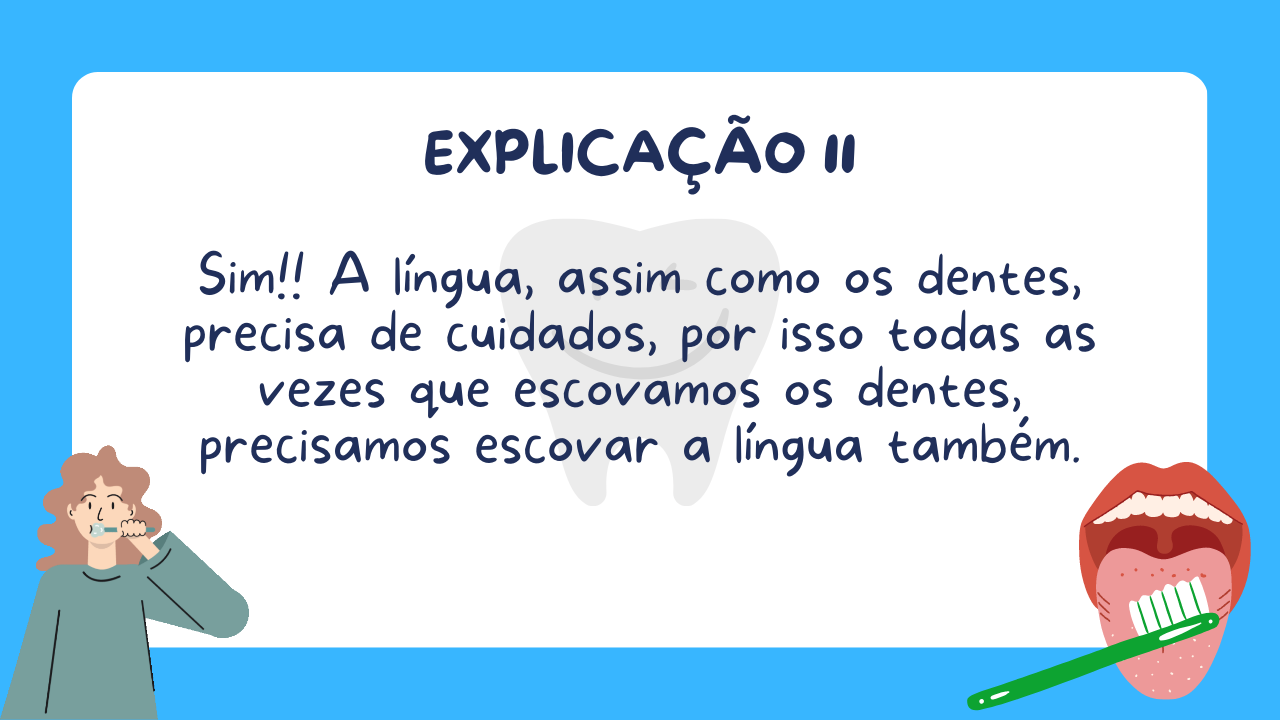 EXPLICAÇÃO II
Sim!! A língua, assim como os dentes,
precisa de cuidados, por isso todas as
vezes que escovamos os dentes,
precisamos escovar a língua também.